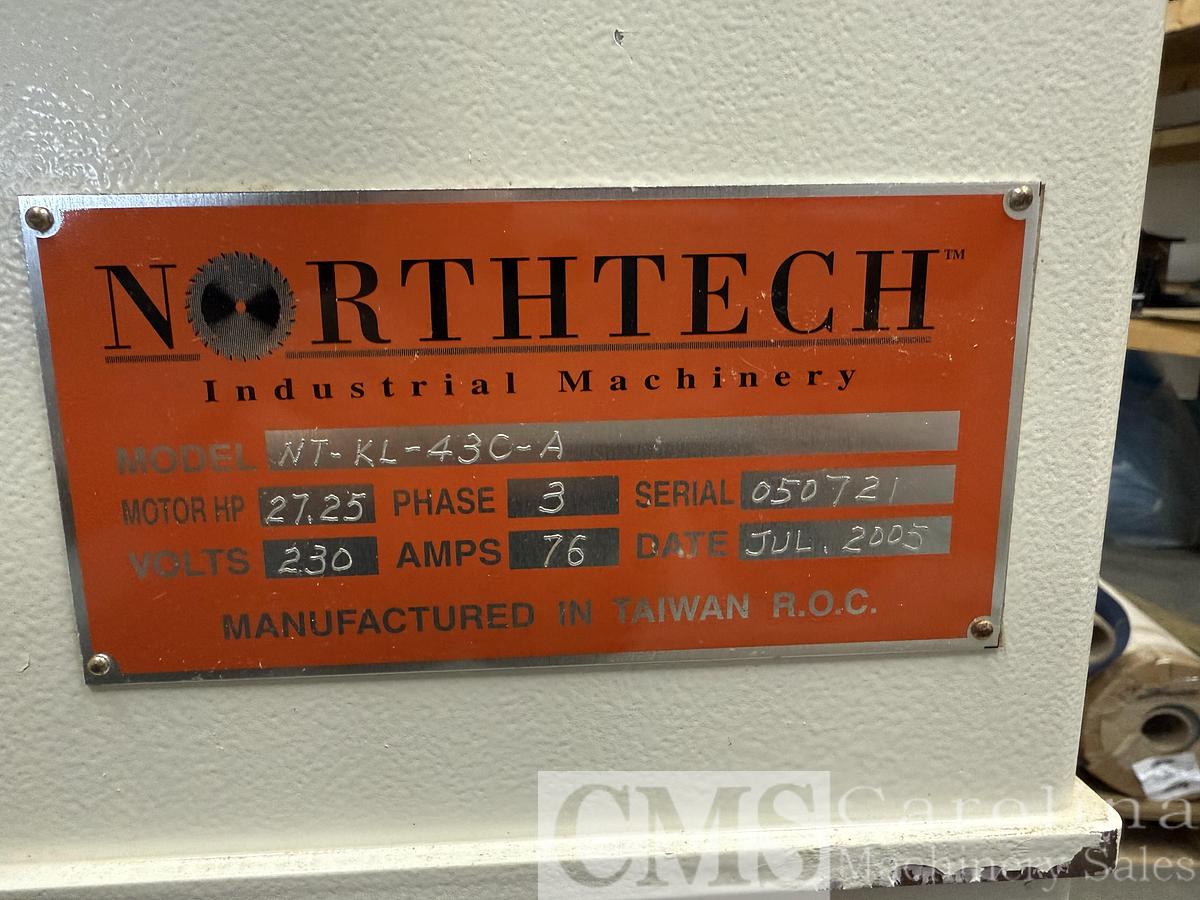 NORTHTECH™
Industrial Machinery
MODEL NT-KL-43C-A
MOTOR HP 27.25 PHASE 3 SERIAL 050721
VOLTS 230 AMPS 76 DATE JUL. 2005
MANUFACTURED IN TAIWAN R.O.C.
CMS Carolina
Machinery Sales